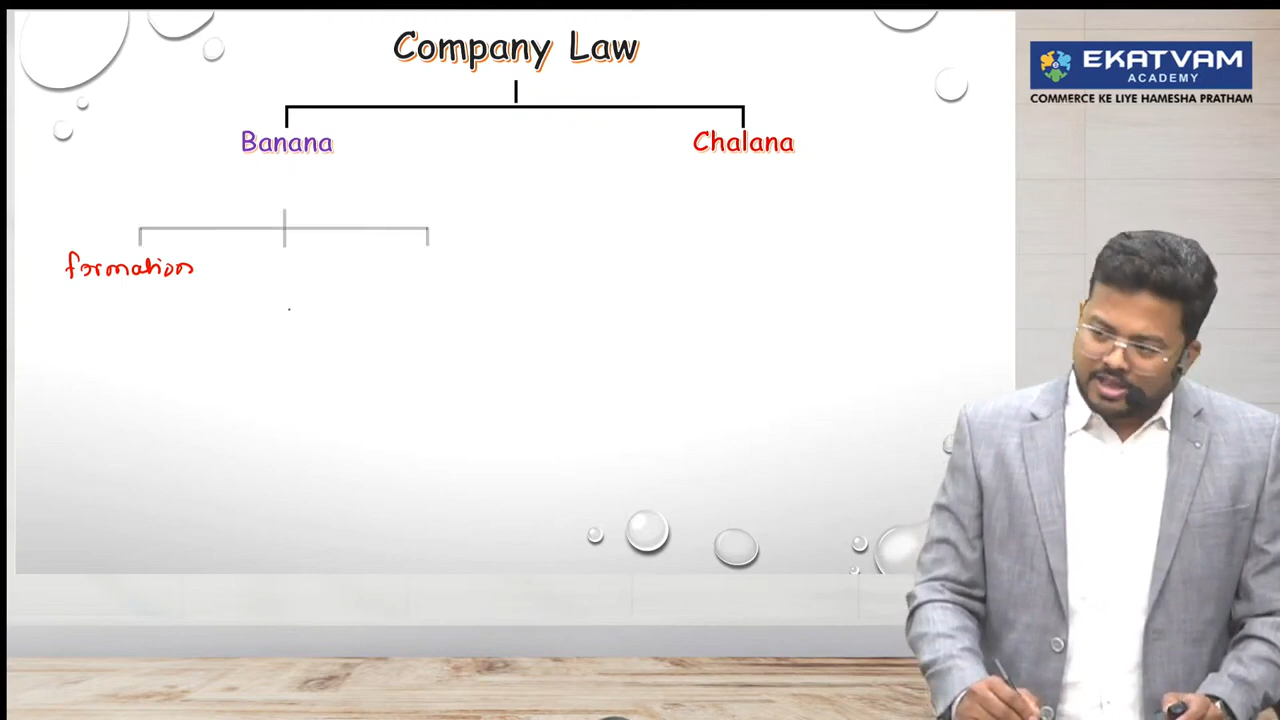 Company Law
EKATVAM
ACADEMY
COMMERCE KE LIYE HAMESHA PRATHAM
Banana
Chalana
formation